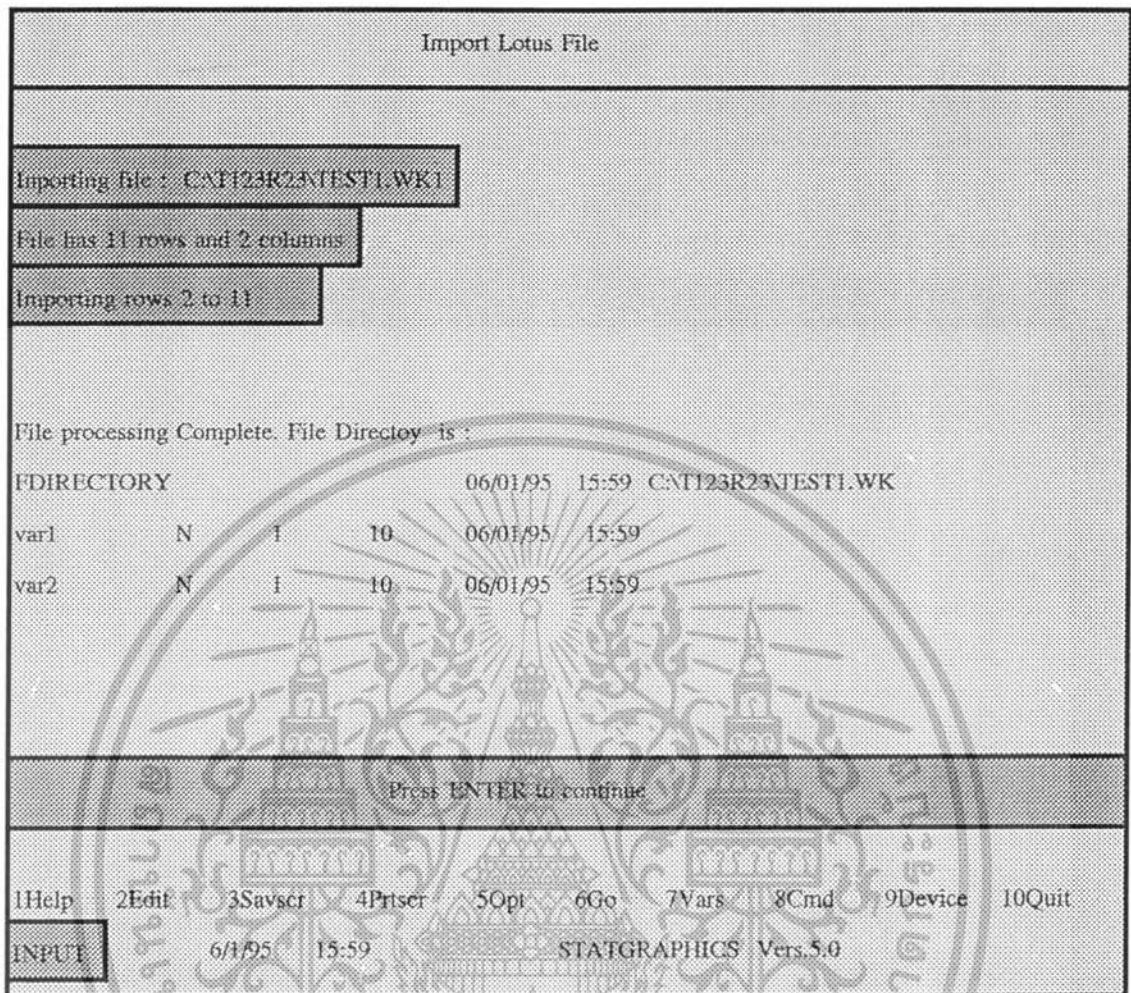 Import Lotus File
Inporting file : C:\T123R23\TEST1.WK1
File has 11 rows and 2 columns
Importing rows 2 to 11
File processing Complete. File Directoy is :
FDIRECTORY 06/01/95 15:59 C:\T123R23\TEST1.WK
var1 N 1 10 06/01/95 15:59
var2 N 1 10 06/01/95 15:59
Press ENTER to continue
1Help 2Edit 3Savscr 4Prtscr 5Opt 6Go 7Vars 8Cmd 9Device 10Quit
INPUT 6/1/95 15:59 STATGRAPHICS Vers.5.0